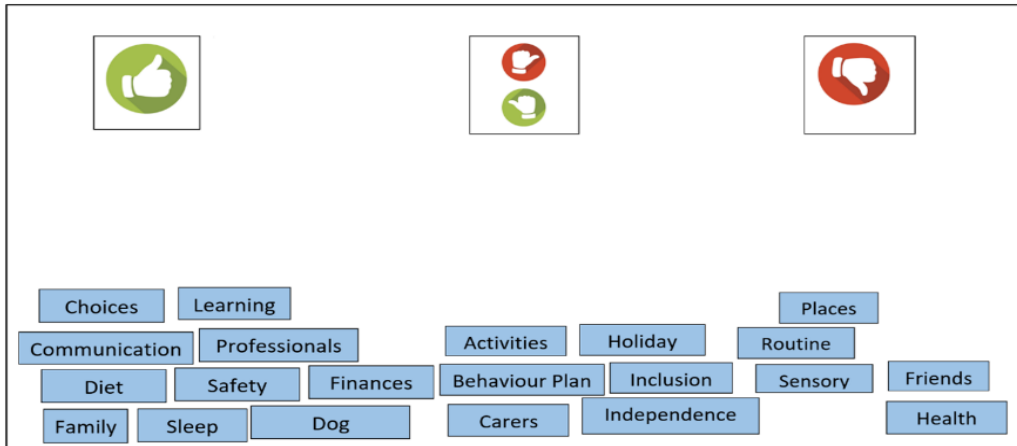 Choices
Learning
Places
Communication
Professionals
Activities
Holiday
Routine
Diet
Safety
Finances
Behaviour Plan
Inclusion
Sensory
Friends
Family
Sleep
Dog
Carers
Independence
Health